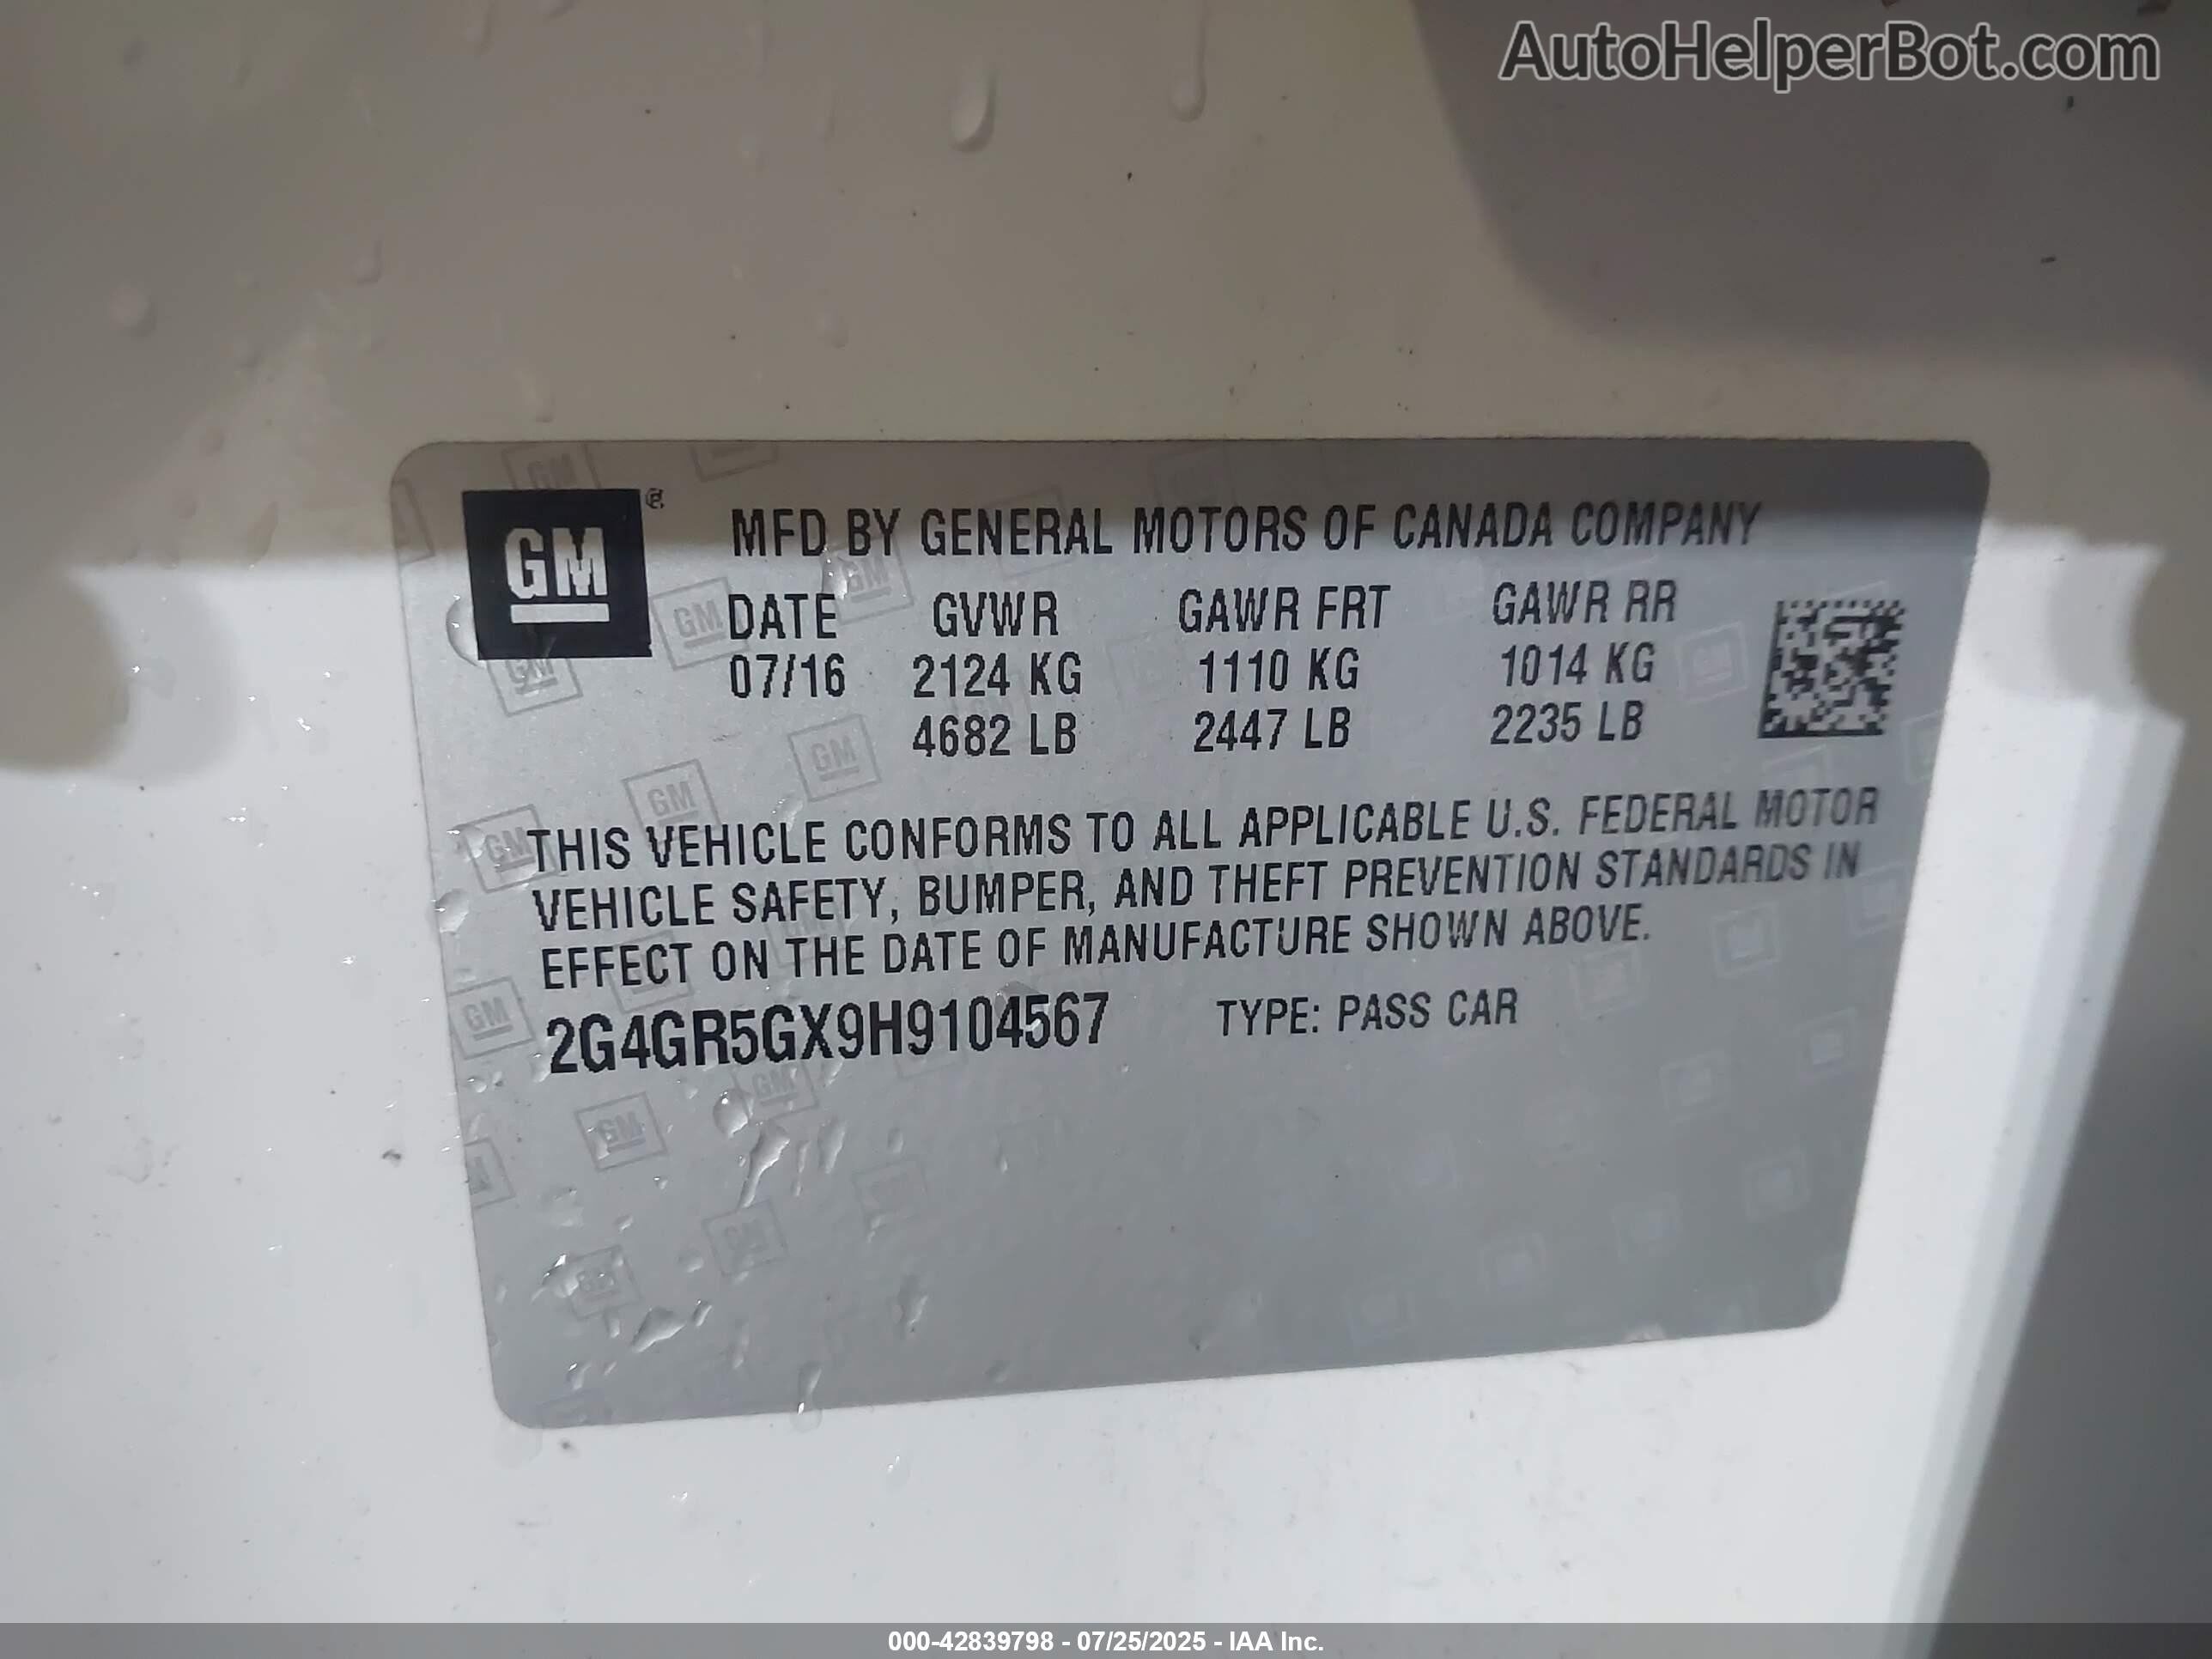 AutoHelperBot.com
GM ®
MFD BY GENERAL MOTORS OF CANADA COMPANY
DATE GVWR GAWR FRT GAWR RR
07/16 2124 KG 1110 KG 1014 KG
4682 LB 2447 LB 2235 LB
THIS VEHICLE CONFORMS TO ALL APPLICABLE U.S. FEDERAL MOTOR
VEHICLE SAFETY, BUMPER, AND THEFT PREVENTION STANDARDS IN
EFFECT ON THE DATE OF MANUFACTURE SHOWN ABOVE.
2G4GR5GX9H9104567 TYPE: PASS CAR
000-42839798 - 07/25/2025 - IAA Inc.